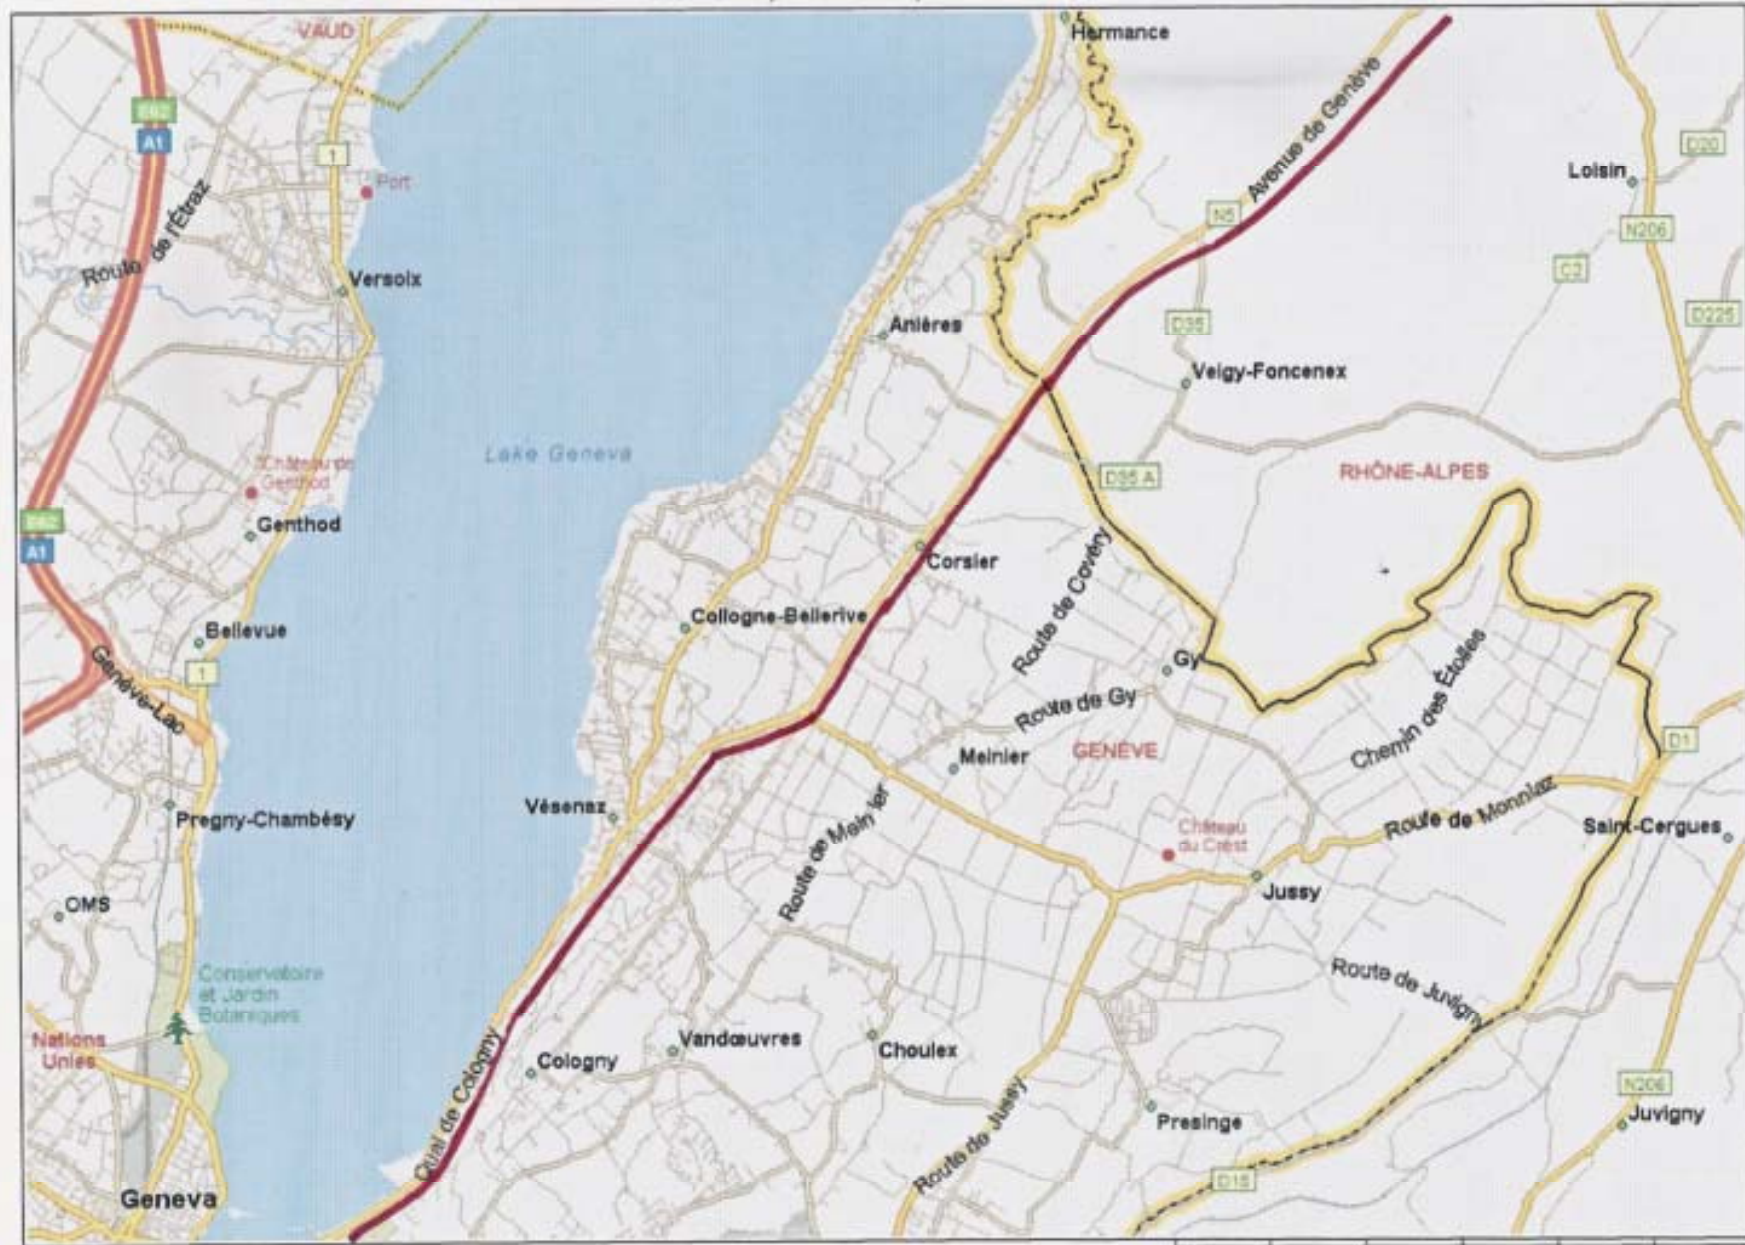 VAUD
Hermance
E62
A1
1
Port
Avenue de Genève
Loisin
D20
N5
N206
Route de l'Étraz
C2
Versoix
Anières
D35
D225
Veigy-Foncenex
Lake Geneva
Château de
Genthod
D35 A
RHÔNE-ALPES
E62
A1
Genthod
Corsier
Route de Covéry
Collogne-Bellerive
Bellevue
1
Genève-Lac
Gy
Route de Gy
Chemin des Étoiles
GENÈVE
Meinier
D1
Vésenaz
Pregny-Chambésy
Route de Meinier
Château
du Crést
Route de Monniaz
Saint-Cergues
OMS
Jussy
Conservatoire
et Jardin
Botaniques
Route de Juvigny
Nations
Unies
Quai de Cologny
Cologny
Vandœuvres
Choulex
Route de Jussy
Presinge
N206
Juvigny
D15
Geneva